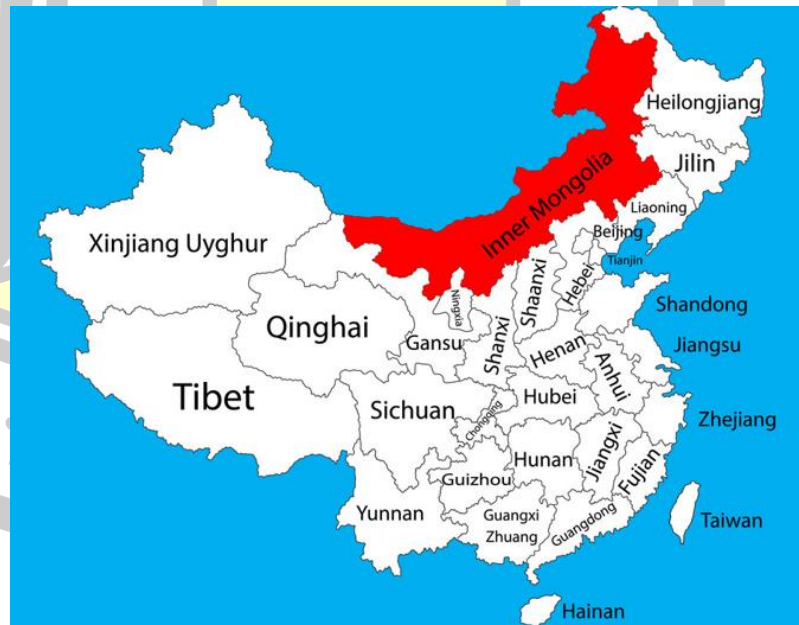 Heilongjiang
Jilin
Inner Mongolia
Liaoning
Beijing
Xinjiang Uyghur
Tianjin
Hebei
Shaanxi
Ningxia
Shandong
Qinghai
Gansu
Shanxi
Henan
Jiangsu
Anhui
Tibet
Sichuan
Chongqing
Hubei
Zhejiang
Jiangxi
Hunan
Fujian
Guizhou
Yunnan
Guangxi
Zhuang
Guangdong
Taiwan
Hainan